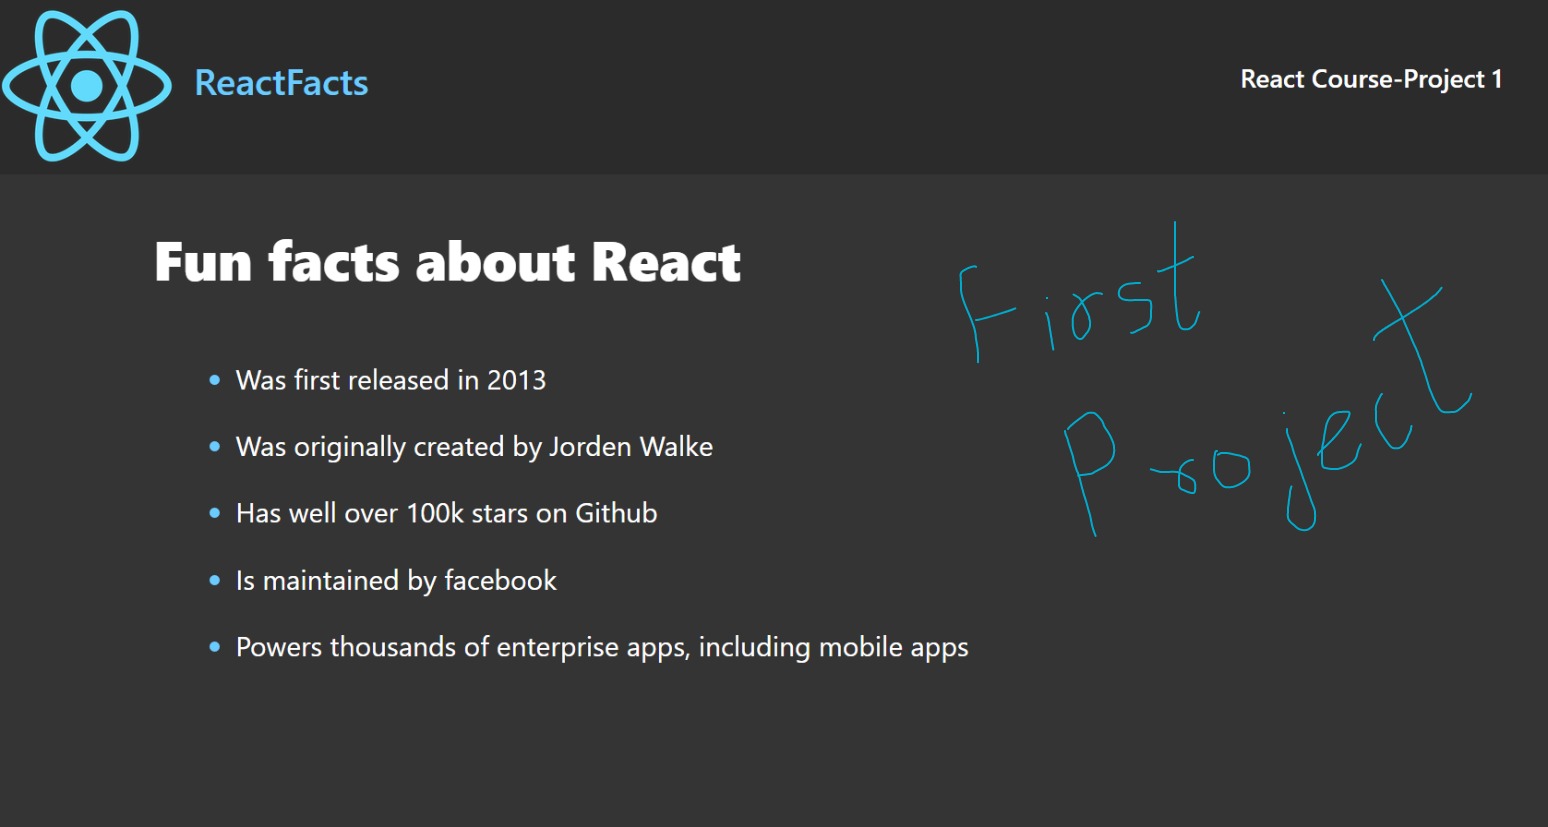 ReactFacts
React Course-Project 1
Fun facts about React
First
Project
Was first released in 2013
Was originally created by Jorden Walke
Has well over 100k stars on Github
Is maintained by facebook
Powers thousands of enterprise apps, including mobile apps